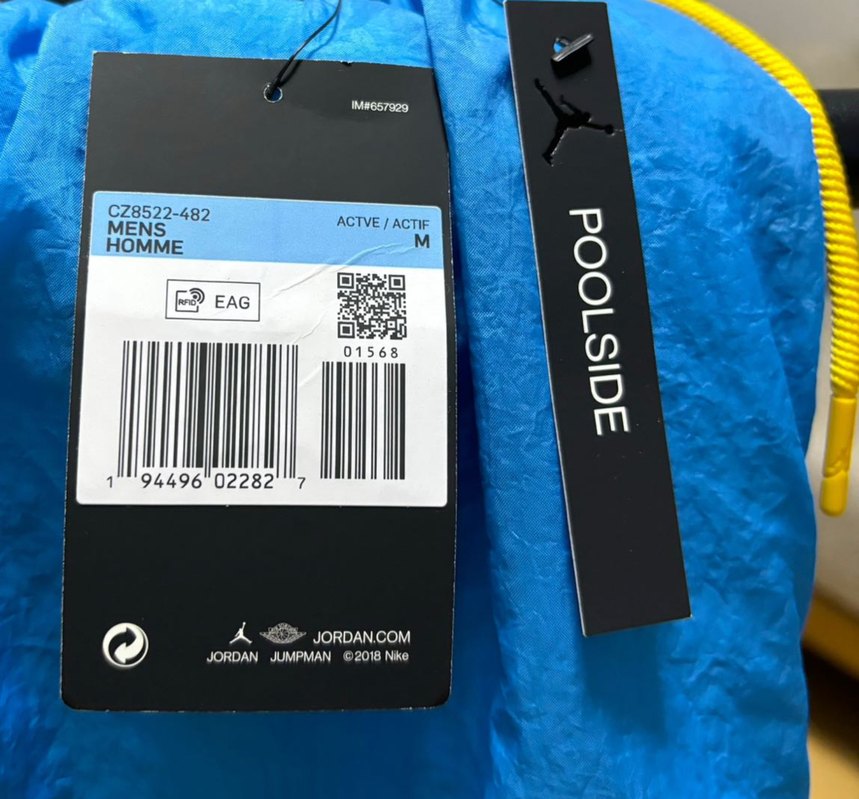 IM#657929
CZ8522-482
MENS
HOMME
ACTVE / ACTIF
M
RFID
EAG
01568
1 94496 02282 7
JORDAN.COM
JORDAN JUMPMAN ©2018 Nike
POOLSIDE